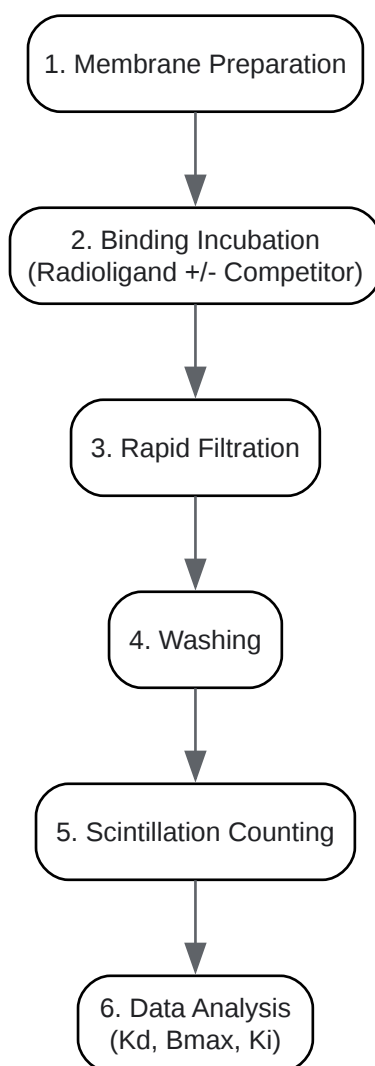 1. Membrane Preparation
2. Binding Incubation
(Radioligand +/- Competitor)
3. Rapid Filtration
4. Washing
5. Scintillation Counting
6. Data Analysis
(Kd, Bmax, Ki)